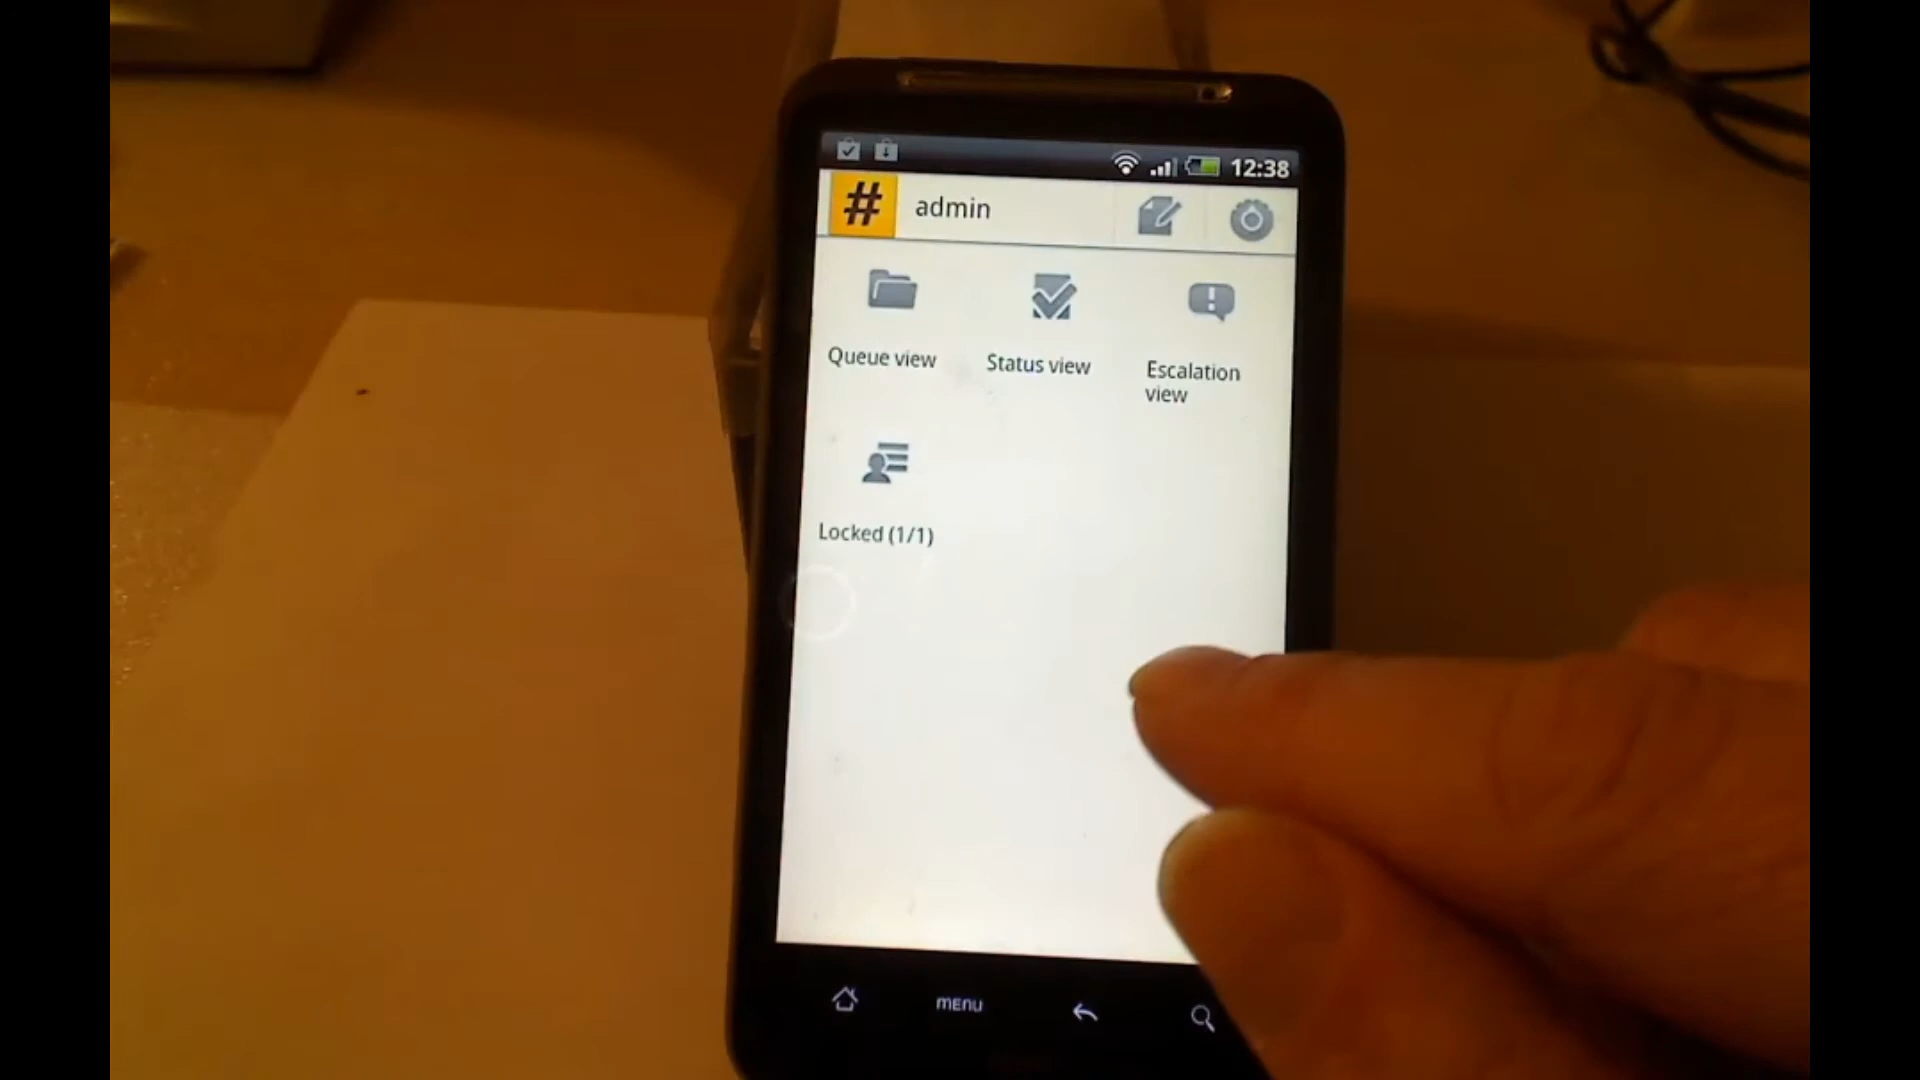 12:38
# admin
Queue view
Status view
Escalation
view
Locked (1/1)
MENU